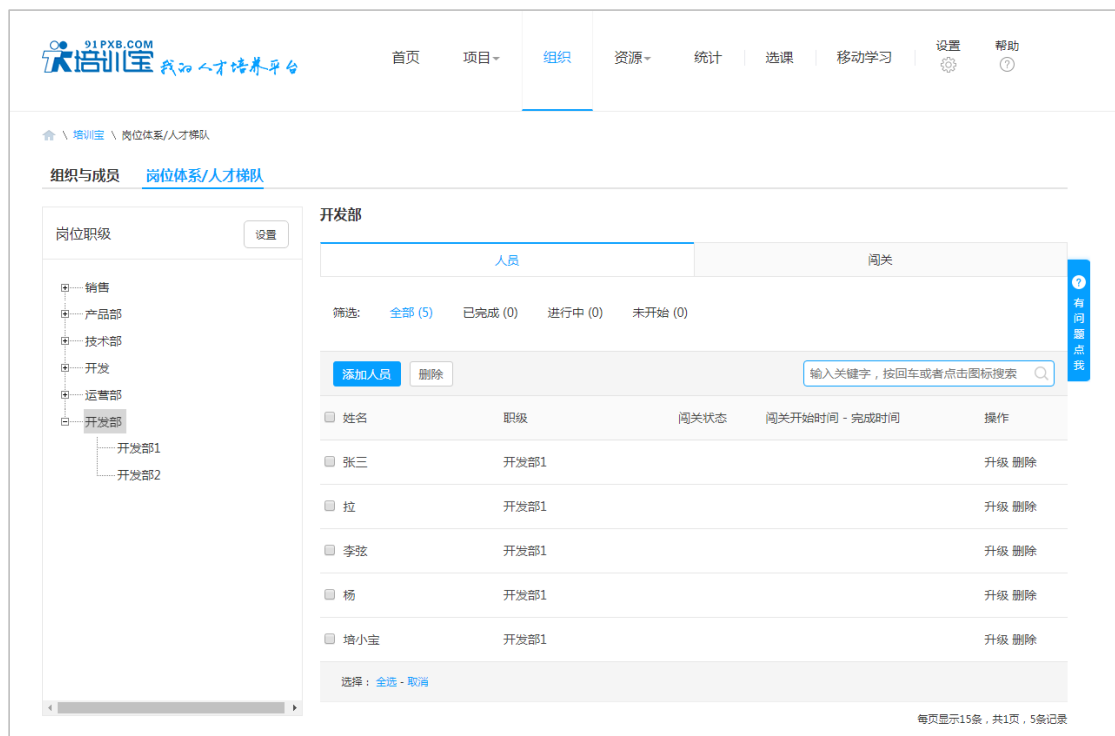 91PXB.COM
培训宝 我的人才培养平台
首页 项目 组织 资源 统计 选课 移动学习 设置 帮助
\ 培训宝 \ 岗位体系/人才梯队
组织与成员 岗位体系/人才梯队
岗位职级 设置
销售
产品部
技术部
开发
运营部
开发部
开发部1
开发部2
开发部
人员 闯关
筛选: 全部 (5) 已完成 (0) 进行中 (0) 未开始 (0)
添加人员 删除 输入关键字，按回车或者点击图标搜索
姓名 职级 闯关状态 闯关开始时间 - 完成时间 操作
张三 开发部1 升级 删除
拉 开发部1 升级 删除
李弦 开发部1 升级 删除
杨 开发部1 升级 删除
培小宝 开发部1 升级 删除
选择： 全选 - 取消
每页显示15条，共1页，5条记录
?
有
问
题
点
我